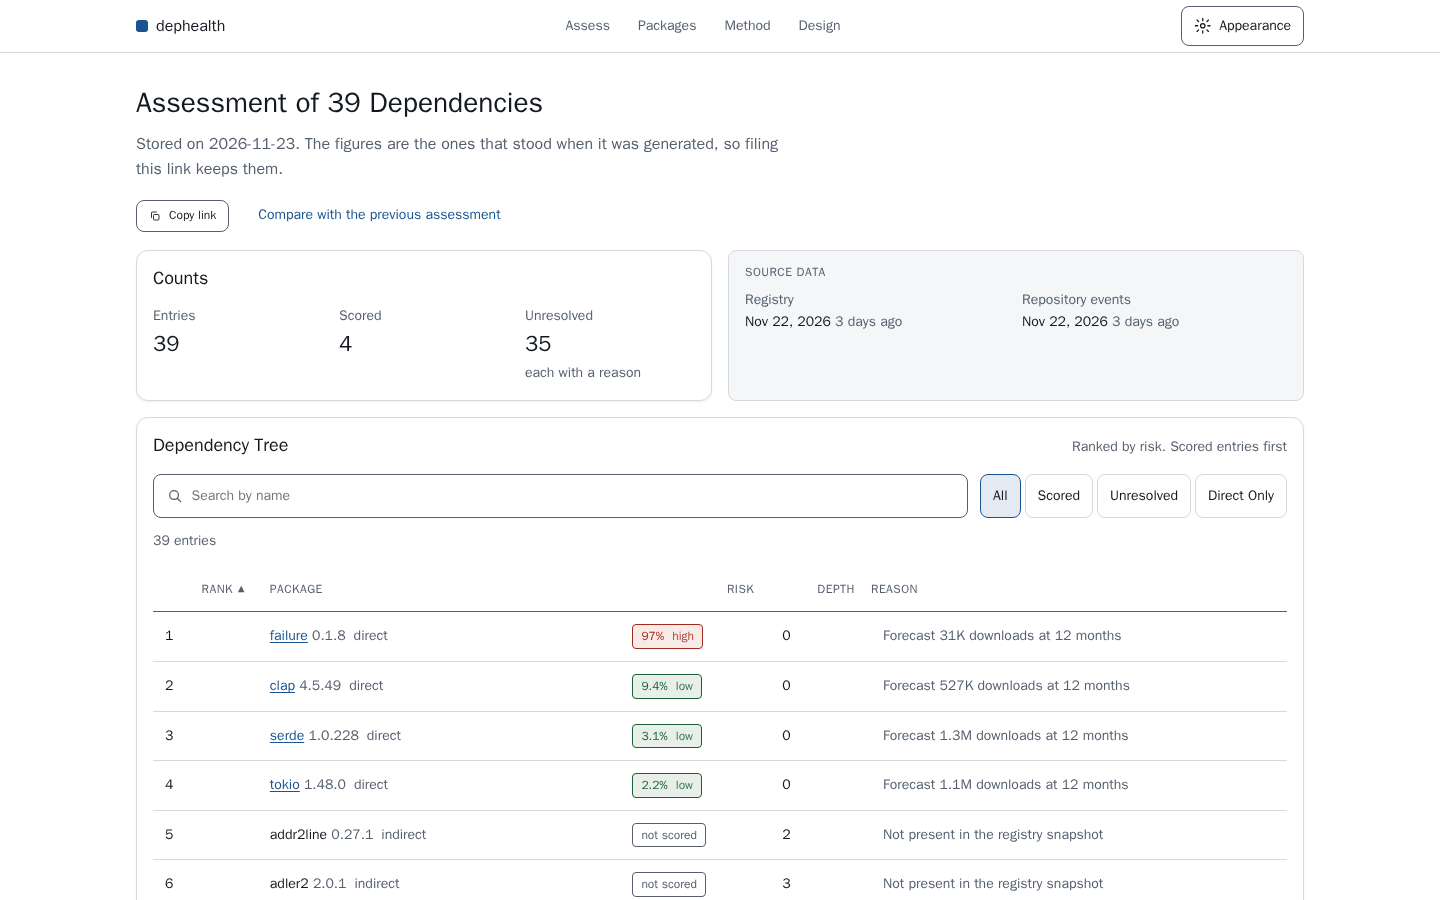 dephealth
Assess Packages Method Design
Appearance
Assessment of 39 Dependencies
Stored on 2026-11-23. The figures are the ones that stood when it was generated, so filing
this link keeps them.
Copy link
Compare with the previous assessment
Counts
Entries Scored Unresolved
39 4 35
each with a reason
SOURCE DATA
Registry Repository events
Nov 22, 2026 3 days ago Nov 22, 2026 3 days ago
Dependency Tree
Ranked by risk. Scored entries first
Search by name
All Scored Unresolved Direct Only
39 entries
RANK ▲ PACKAGE RISK DEPTH REASON
1 failure 0.1.8 direct 97% high 0 Forecast 31K downloads at 12 months
2 clap 4.5.49 direct 9.4% low 0 Forecast 527K downloads at 12 months
3 serde 1.0.228 direct 3.1% low 0 Forecast 1.3M downloads at 12 months
4 tokio 1.48.0 direct 2.2% low 0 Forecast 1.1M downloads at 12 months
5 addr2line 0.27.1 indirect not scored 2 Not present in the registry snapshot
6 adler2 2.0.1 indirect not scored 3 Not present in the registry snapshot